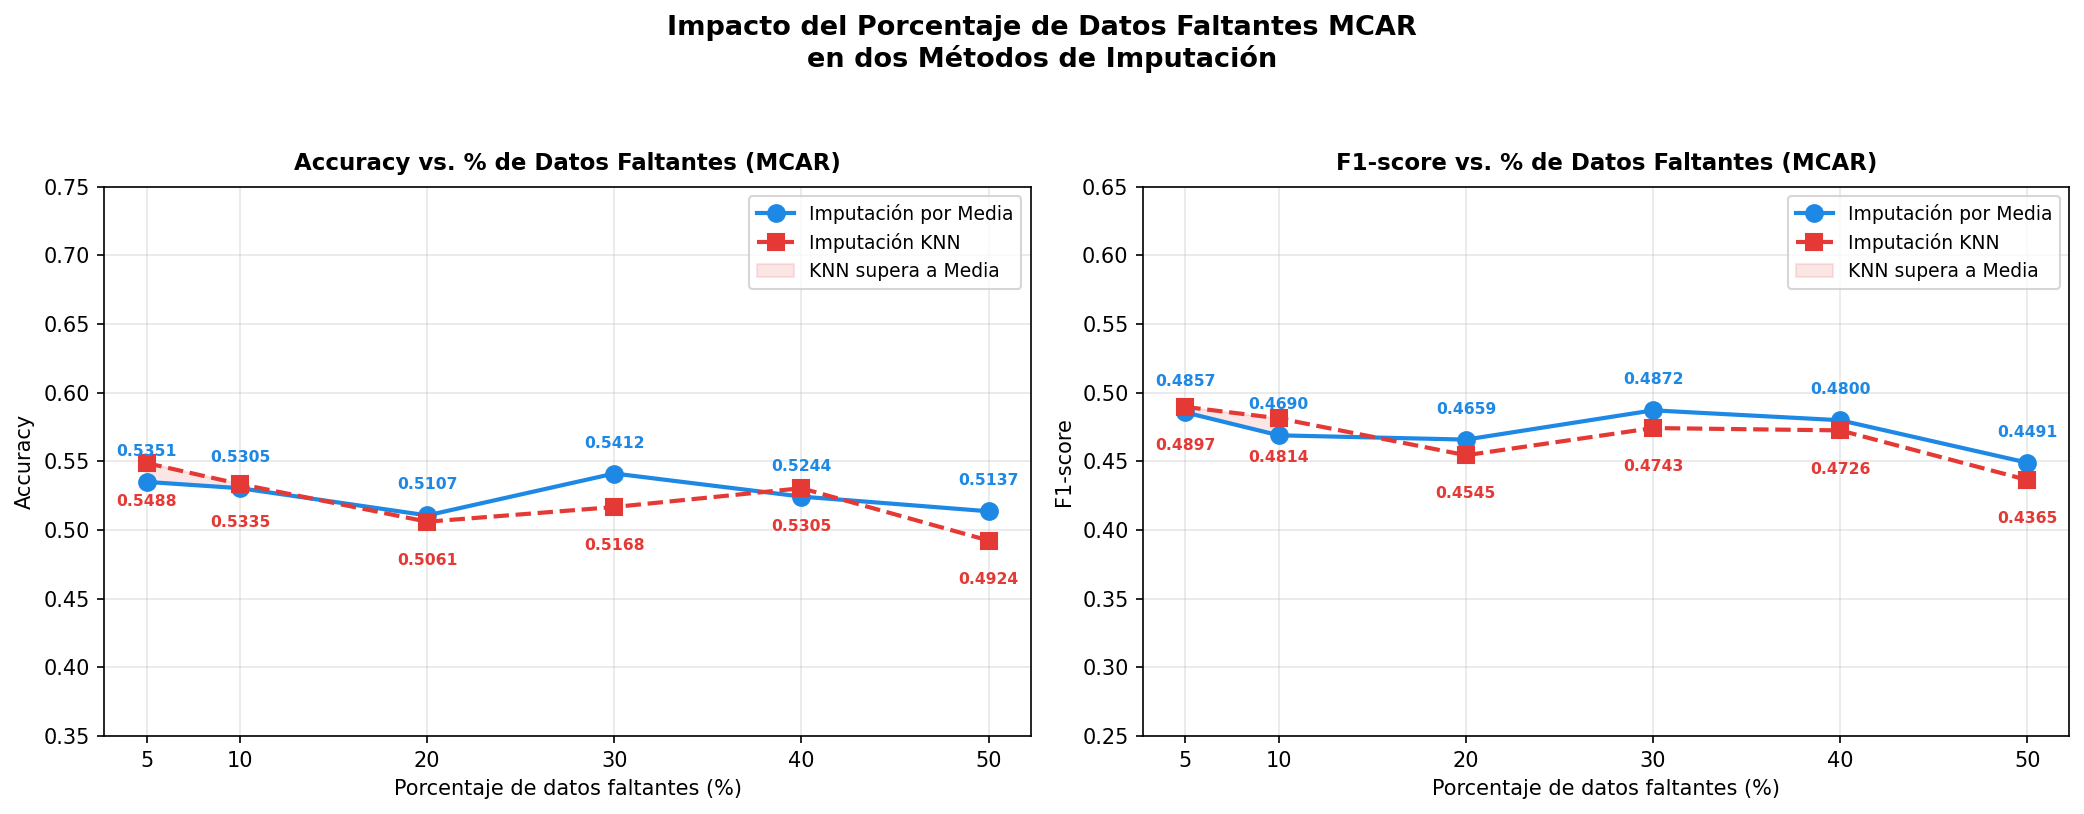 Impacto del Porcentaje de Datos Faltantes MCAR
en dos Métodos de Imputación
Accuracy vs. % de Datos Faltantes (MCAR)
Imputación por Media
Imputación KNN
KNN supera a Media
Accuracy
0.75
0.70
0.65
0.60
0.55
0.50
0.45
0.40
0.35
0.5351
0.5305
0.5107
0.5412
0.5244
0.5137
0.5488
0.5335
0.5061
0.5168
0.5305
0.4924
5 10 20 30 40 50
Porcentaje de datos faltantes (%)
F1-score vs. % de Datos Faltantes (MCAR)
Imputación por Media
Imputación KNN
KNN supera a Media
F1-score
0.65
0.60
0.55
0.50
0.45
0.40
0.35
0.30
0.25
0.4857
0.4690
0.4659
0.4872
0.4800
0.4491
0.4897
0.4814
0.4545
0.4743
0.4726
0.4365
5 10 20 30 40 50
Porcentaje de datos faltantes (%)